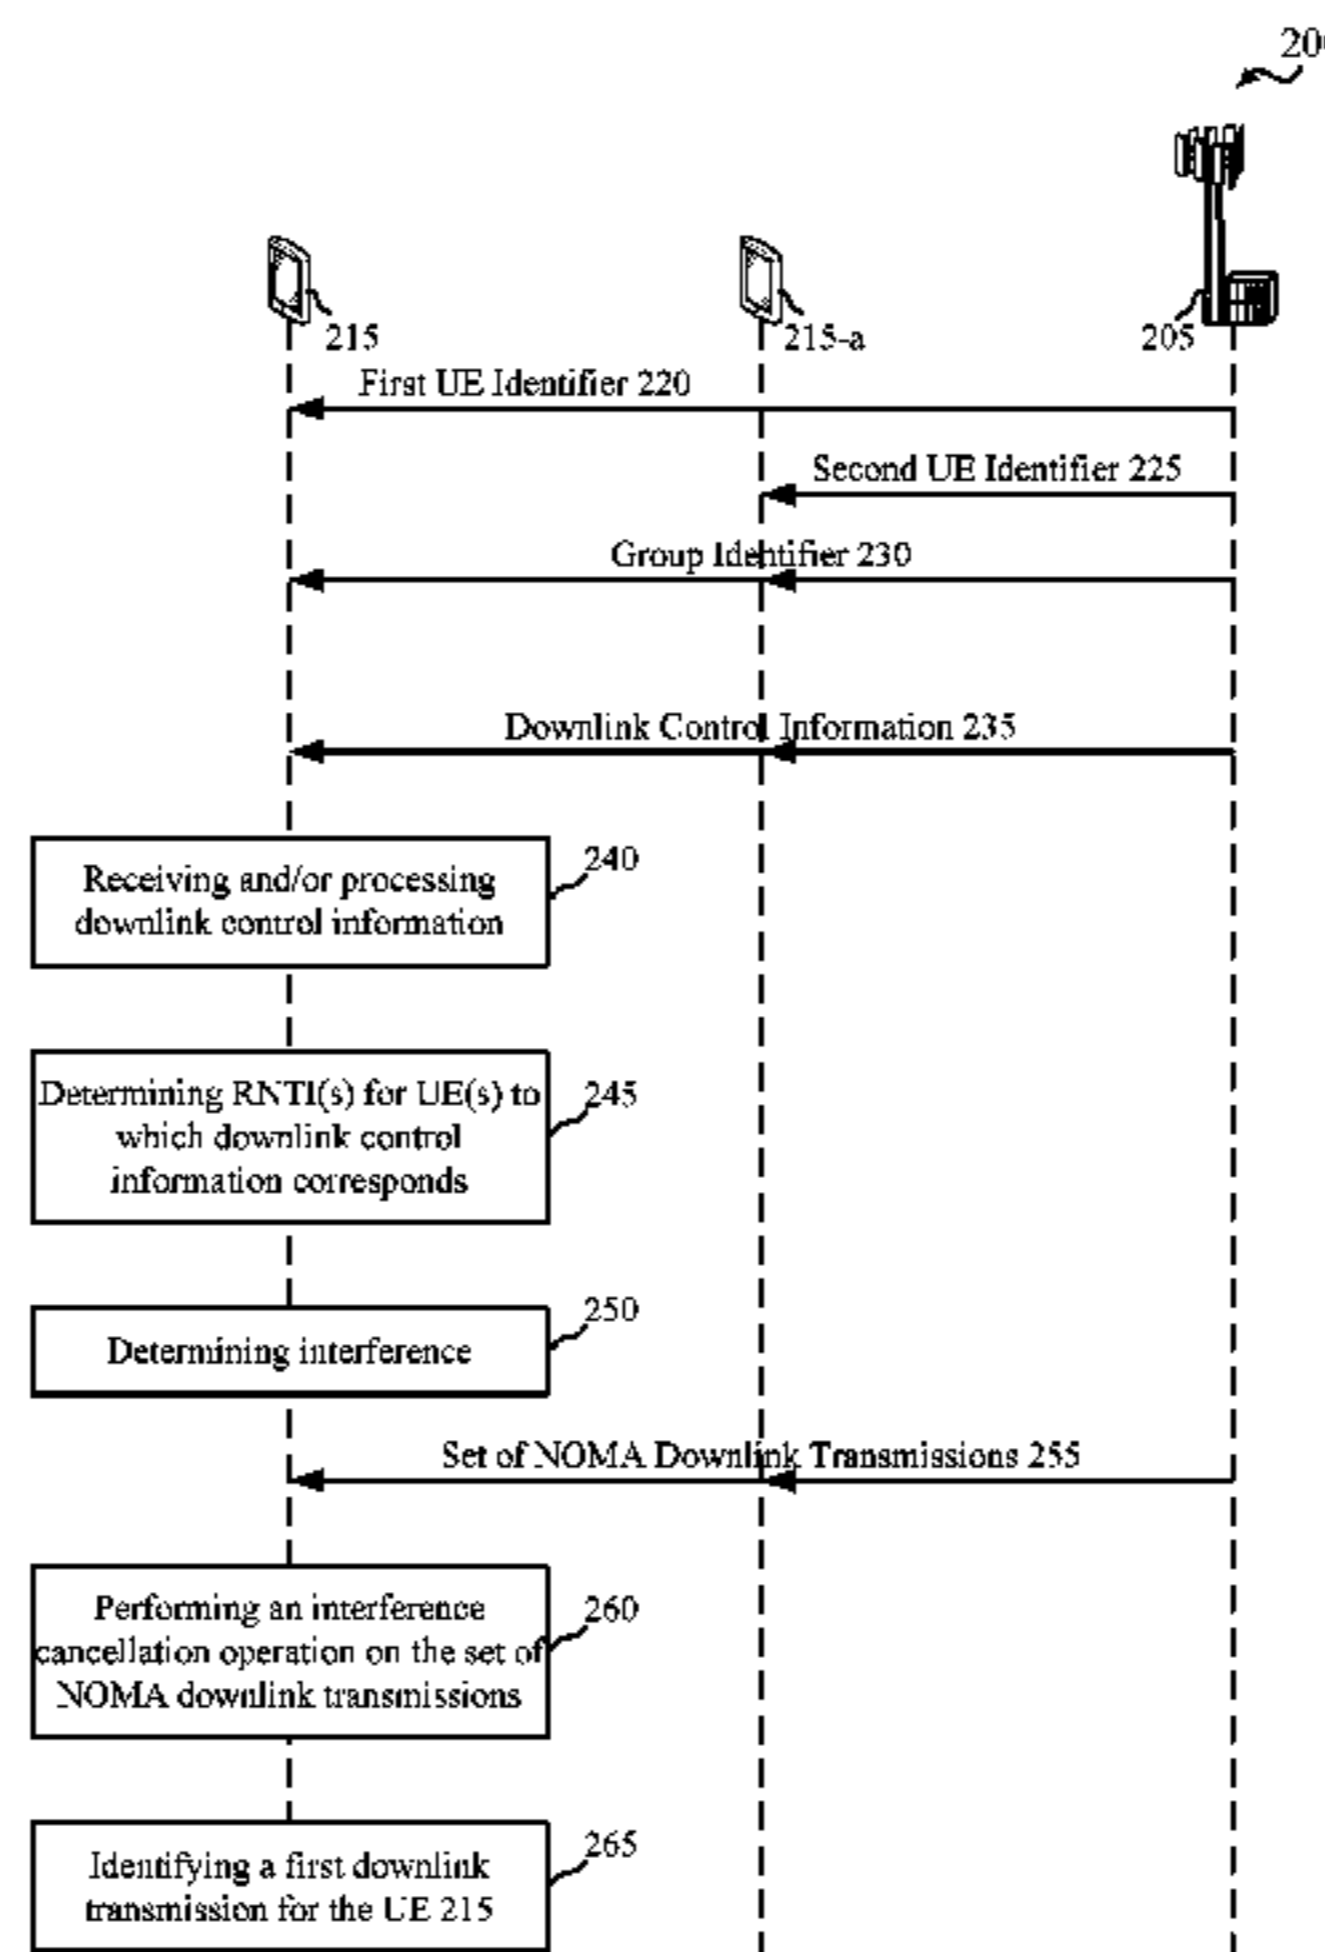 215
215-a
205
First UE Identifier 220
Second UE Identifier 225
Group Identifier 230
Downlink Control Information 235
240
Receiving and/or processing
downlink control information
245
Determining RNTI(s) for UE(s) to
which downlink control
information corresponds
250
Determining interference
Set of NOMA Downlink Transmissions 255
260
Performing an interference
cancellation operation on the set of
NOMA downlink transmissions
265
Identifying a first downlink
transmission for the UE 215